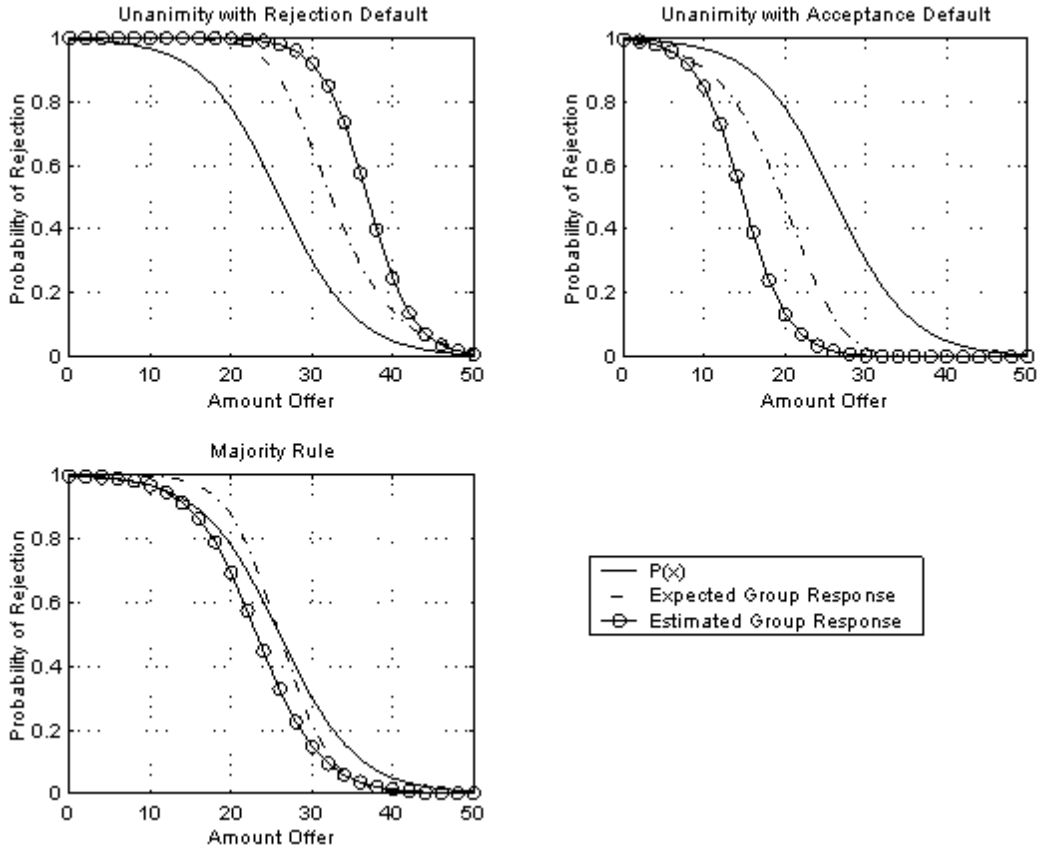 Unanimity with Rejection Default
1
0.8
0.6
0.4
0.2
0
Probability of Rejection
0 10 20 30 40 50
Amount Offer
Unanimity with Acceptance Default
1
0.8
0.6
0.4
0.2
0
Probability of Rejection
0 10 20 30 40 50
Amount Offer
Majority Rule
1
0.8
0.6
0.4
0.2
0
Probability of Rejection
0 10 20 30 40 50
Amount Offer
P(x)
Expected Group Response
Estimated Group Response